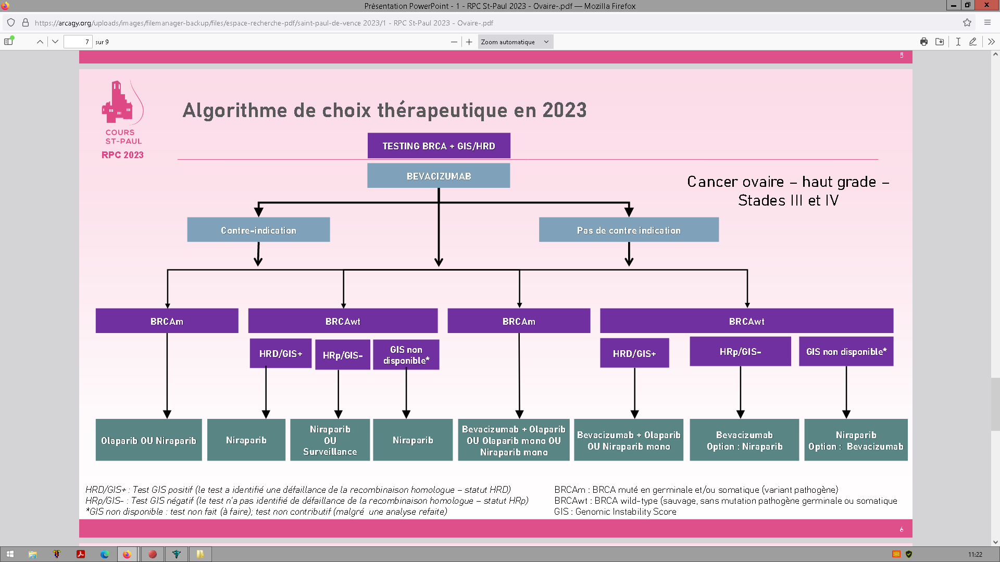 Présentation PowerPoint - 1 - RPC St-Paul 2023 - Ovaire-.pdf — Mozilla Firefox
https://arcagy.org/uploads/images/filemanager-backup/files/espace-recherche-pdf/saint-paul-de-vence 2023/1 - RPC St-Paul 2023 - Ovaire-.pdf
7 sur 9
Zoom automatique
5
COURS
ST-PAUL
RPC 2023
Algorithme de choix thérapeutique en 2023
TESTING BRCA + GIS/HRD
BEVACIZUMAB
Cancer ovaire – haut grade –
Stades III et IV
Contre-indication
Pas de contre indication
BRCAm
BRCAwt
BRCAm
BRCAwt
HRD/GIS+
HRp/GIS-
GIS non
disponible*
HRD/GIS+
HRp/GIS-
GIS non disponible*
Olaparib OU Niraparib
Niraparib
Niraparib
OU
Surveillance
Niraparib
Bevacizumab + Olaparib
OU Olaparib mono OU
Niraparib mono
Bevacizumab + Olaparib
OU Niraparib mono
Bevacizumab
Option : Niraparib
Niraparib
Option : Bevacizumab
HRD/GIS+ : Test GIS positif (le test a identifié une défaillance de la recombinaison homologue – statut HRD)
HRp/GIS- : Test GIS négatif (le test n'a pas identifié de défaillance de la recombinaison homologue – statut HRp)
*GIS non disponible : test non fait (à faire); test non contributif (malgré une analyse refaite)
BRCAm : BRCA muté en germinale et/ou somatique (variant pathogène)
BRCAwt : BRCA wild-type (sauvage, sans mutation pathogène germinale ou somatique
GIS : Genomic Instability Score
6
11:22